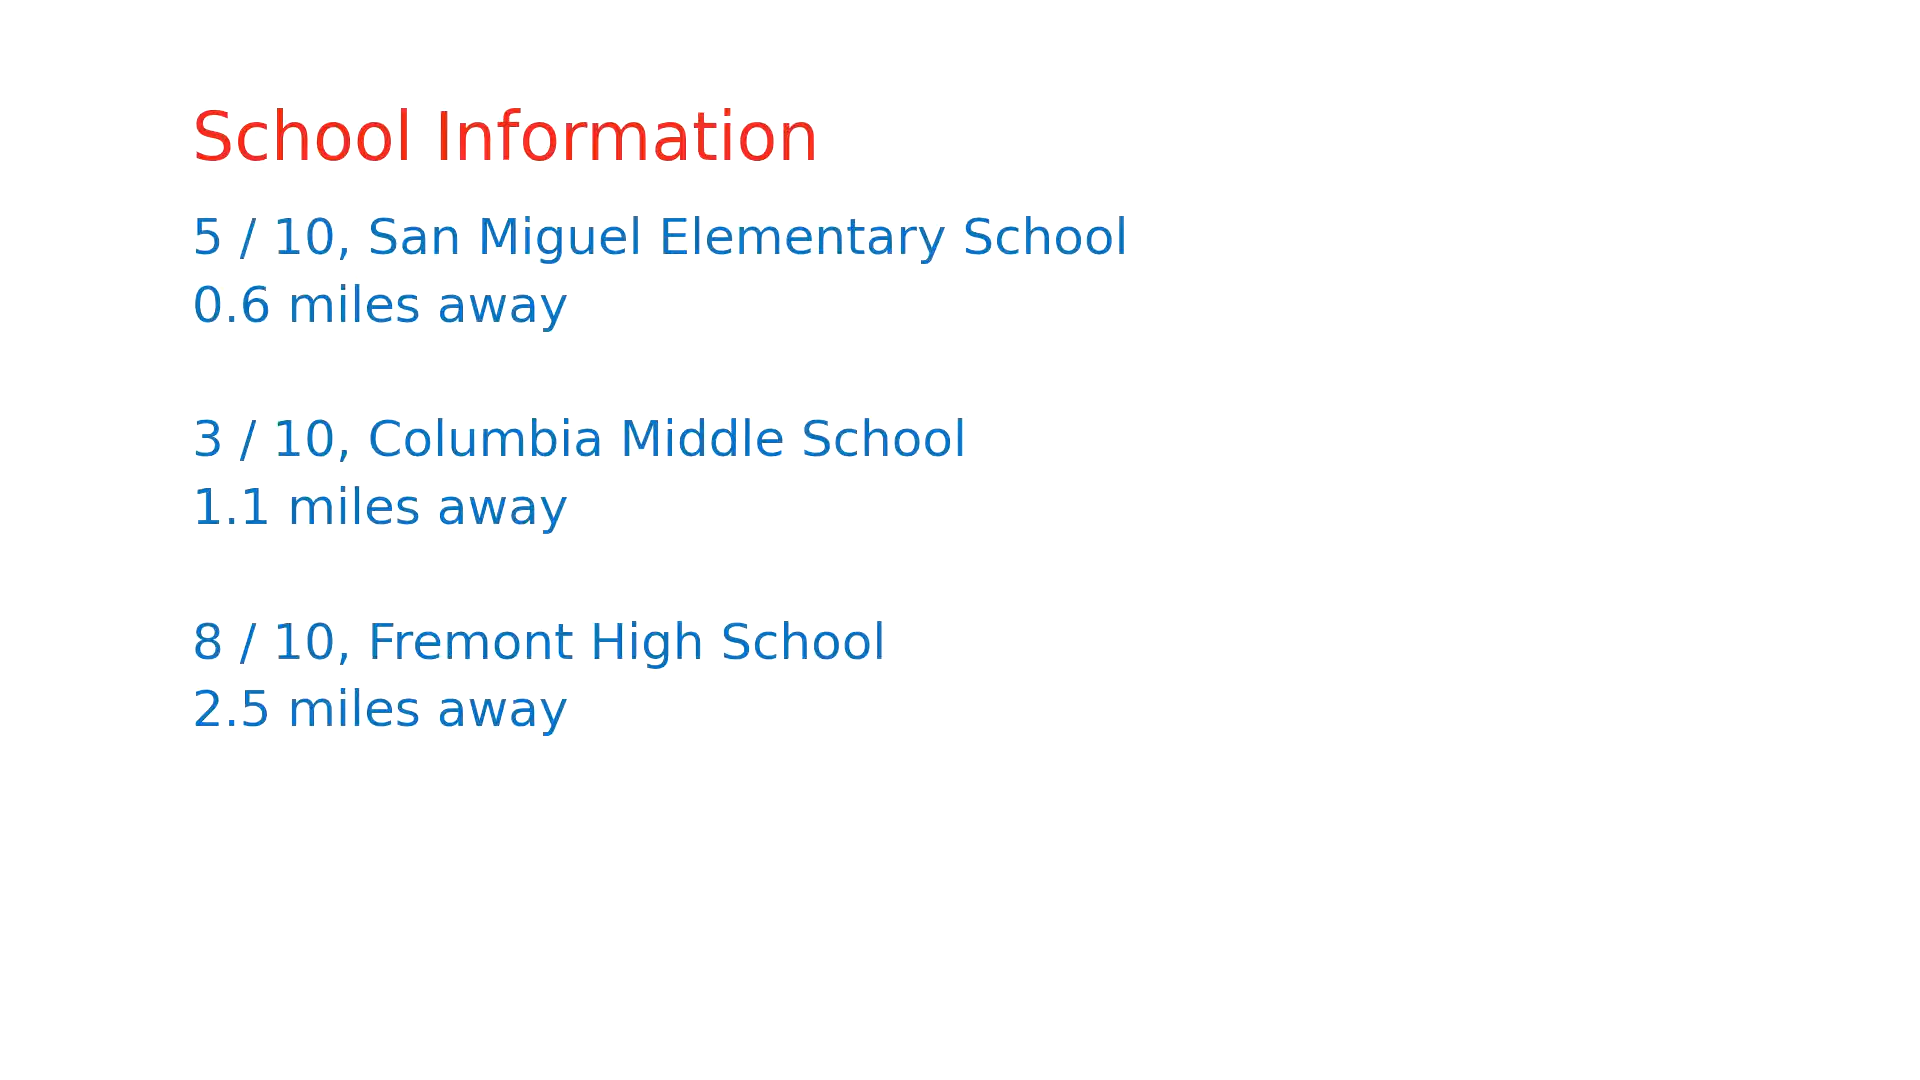 School Information
5 / 10, San Miguel Elementary School
0.6 miles away
3 / 10, Columbia Middle School
1.1 miles away
8 / 10, Fremont High School
2.5 miles away